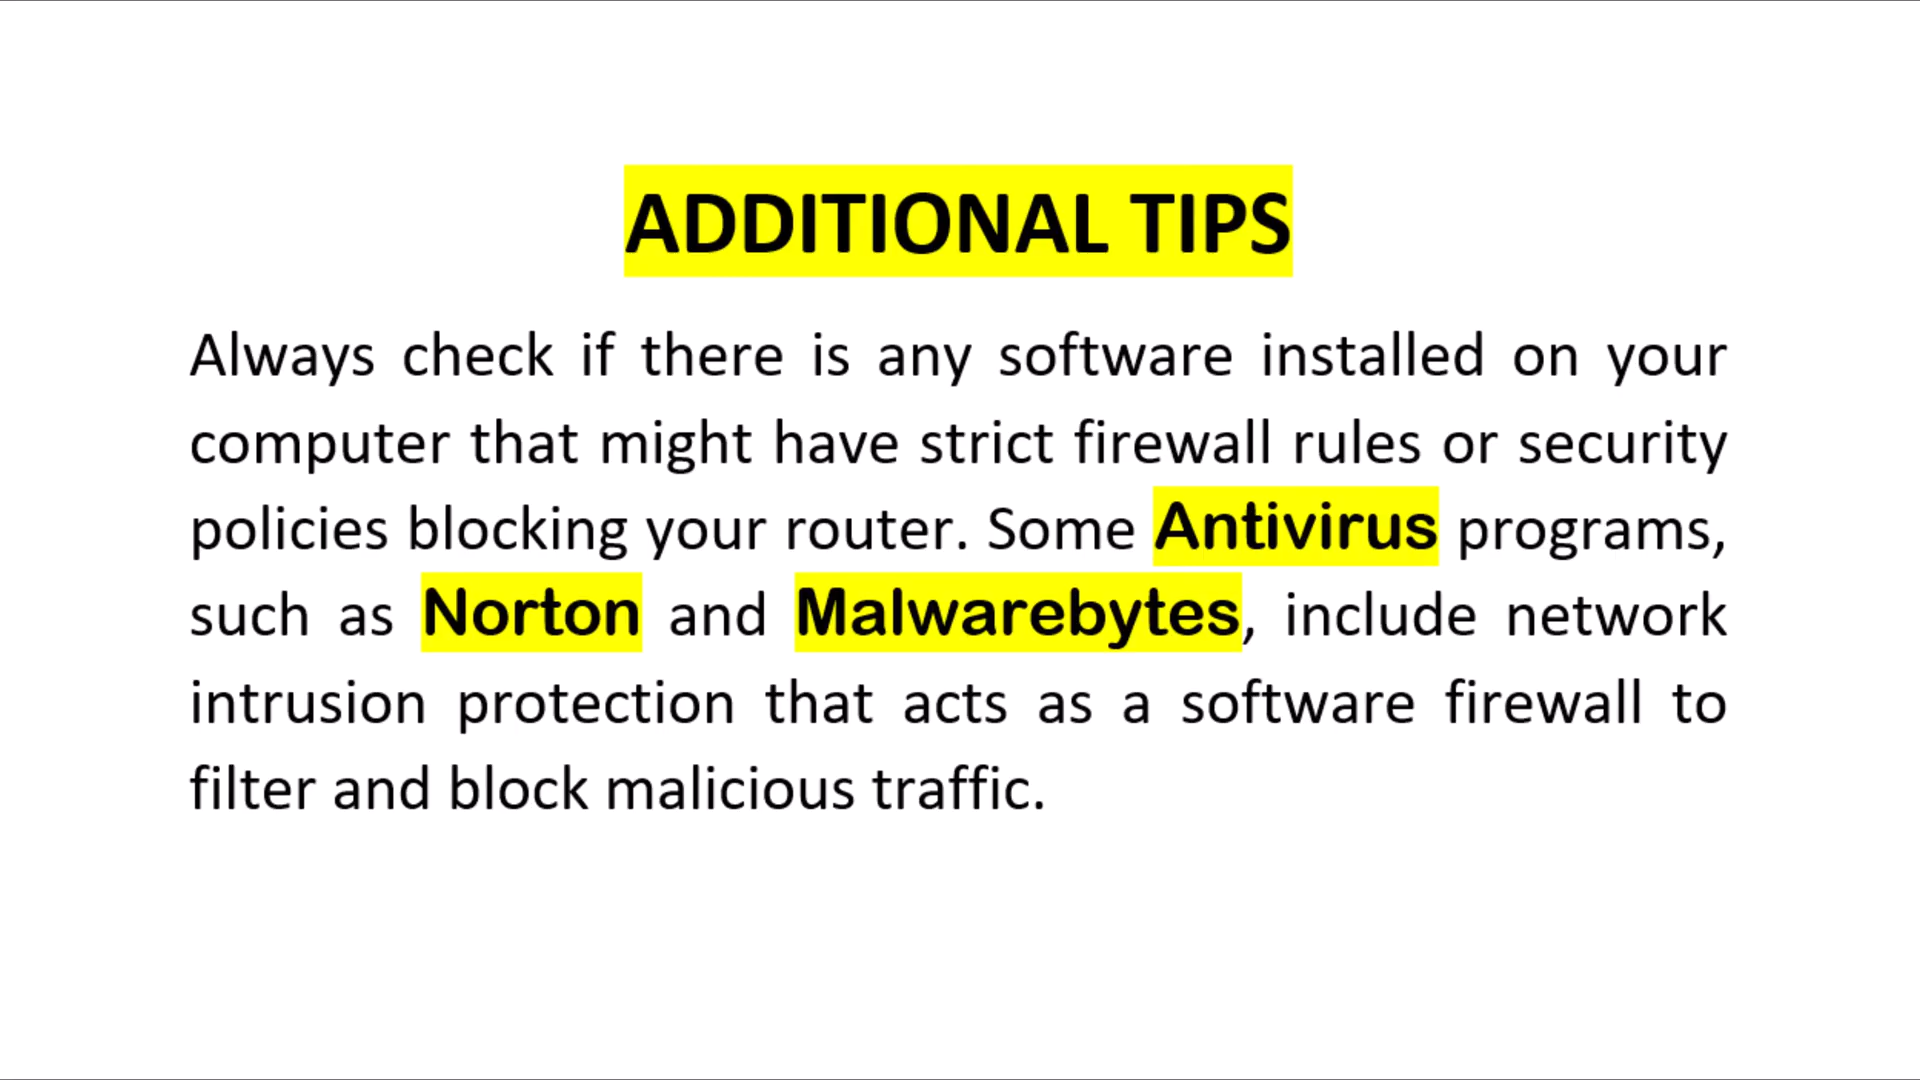 ADDITIONAL TIPS
Always check if there is any software installed on your
computer that might have strict firewall rules or security
policies blocking your router. Some Antivirus programs,
such as Norton and Malwarebytes, include network
intrusion protection that acts as a software firewall to
filter and block malicious traffic.